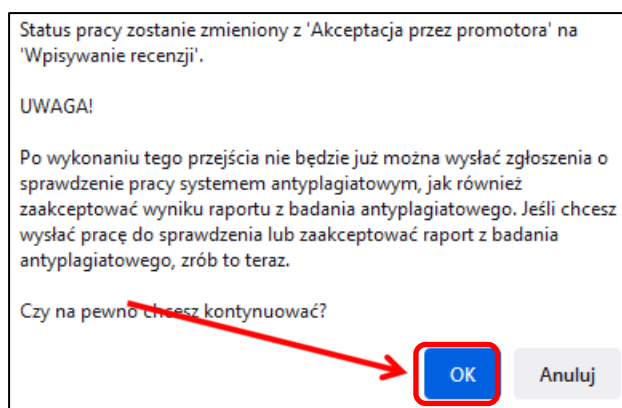 Status pracy zostanie zmieniony z 'Akceptacja przez promotora' na
'Wpisywanie recenzji'.
UWAGA!
Po wykonaniu tego przejścia nie będzie już można wysłać zgłoszenia o
sprawdzenie pracy systemem antyplagiatowym, jak również
zaakceptować wyniku raportu z badania antyplagiatowego. Jeśli chcesz
wysłać pracę do sprawdzenia lub zaakceptować raport z badania
antyplagiatowego, zrób to teraz.
Czy na pewno chcesz kontynuować?
OK Anuluj